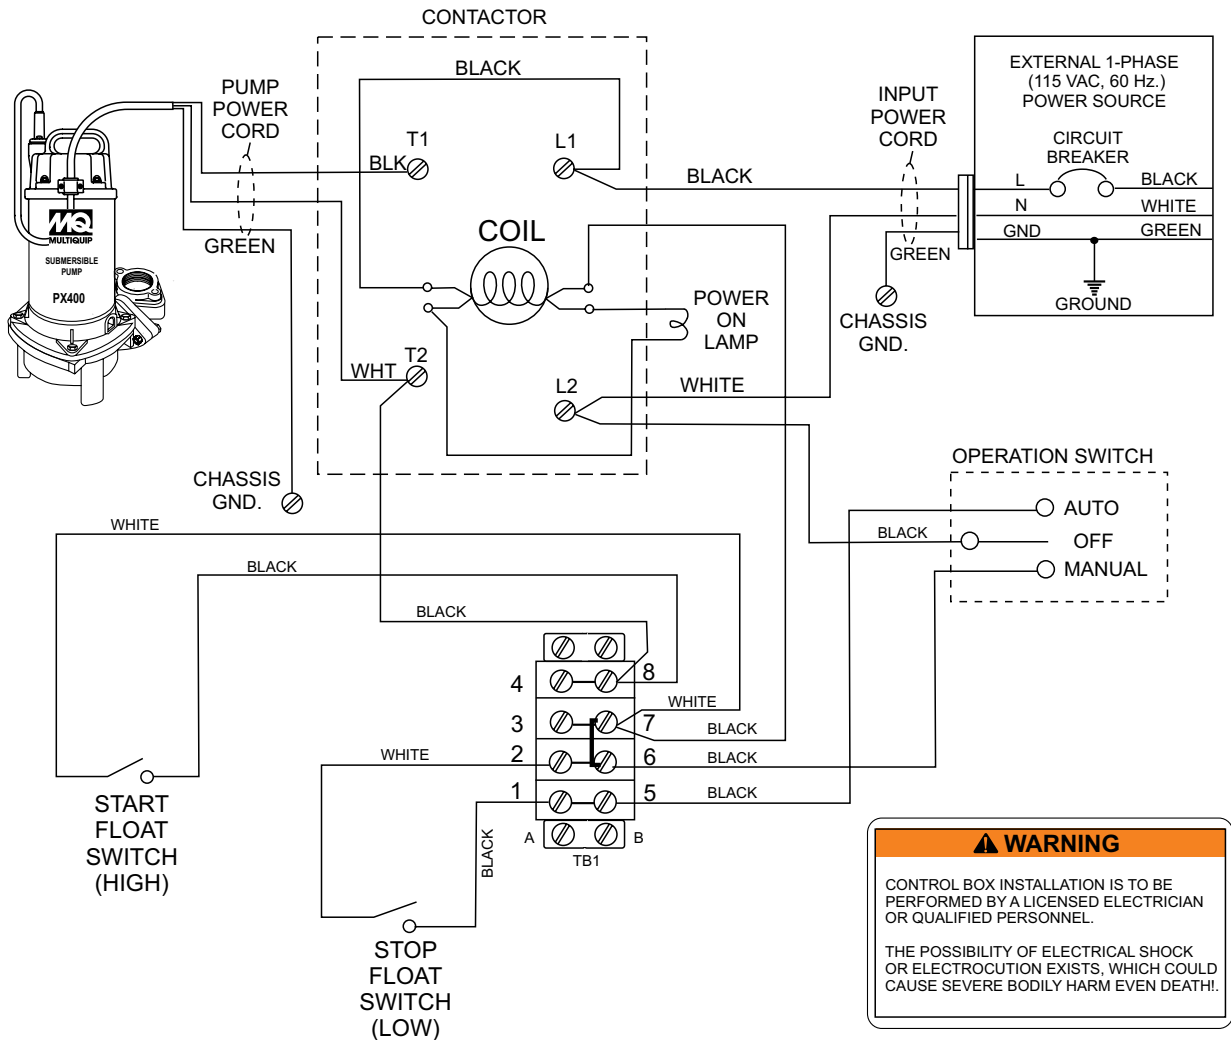 CONTACTOR
BLACK
PUMP
POWER
CORD
T1
L1
BLK
BLACK
GREEN
COIL
POWER
ON
LAMP
T2
WHT
L2
WHITE
CHASSIS
GND.
INPUT
POWER
CORD
GREEN
CHASSIS
GND.
EXTERNAL 1-PHASE
(115 VAC, 60 Hz.)
POWER SOURCE
CIRCUIT
BREAKER
L
BLACK
N
WHITE
GND
GREEN
GROUND
MQ
MULTIQUIP
SUBMERSIBLE
PUMP
PX400
OPERATION SWITCH
AUTO
BLACK
OFF
MANUAL
WHITE
BLACK
BLACK
4
8
WHITE
3
7
BLACK
WHITE
2
6
BLACK
1
5
BLACK
A
B
TB1
BLACK
START
FLOAT
SWITCH
(HIGH)
STOP
FLOAT
SWITCH
(LOW)
WARNING
CONTROL BOX INSTALLATION IS TO BE
PERFORMED BY A LICENSED ELECTRICIAN
OR QUALIFIED PERSONNEL.
THE POSSIBILITY OF ELECTRICAL SHOCK
OR ELECTROCUTION EXISTS, WHICH COULD
CAUSE SEVERE BODILY HARM EVEN DEATH!.